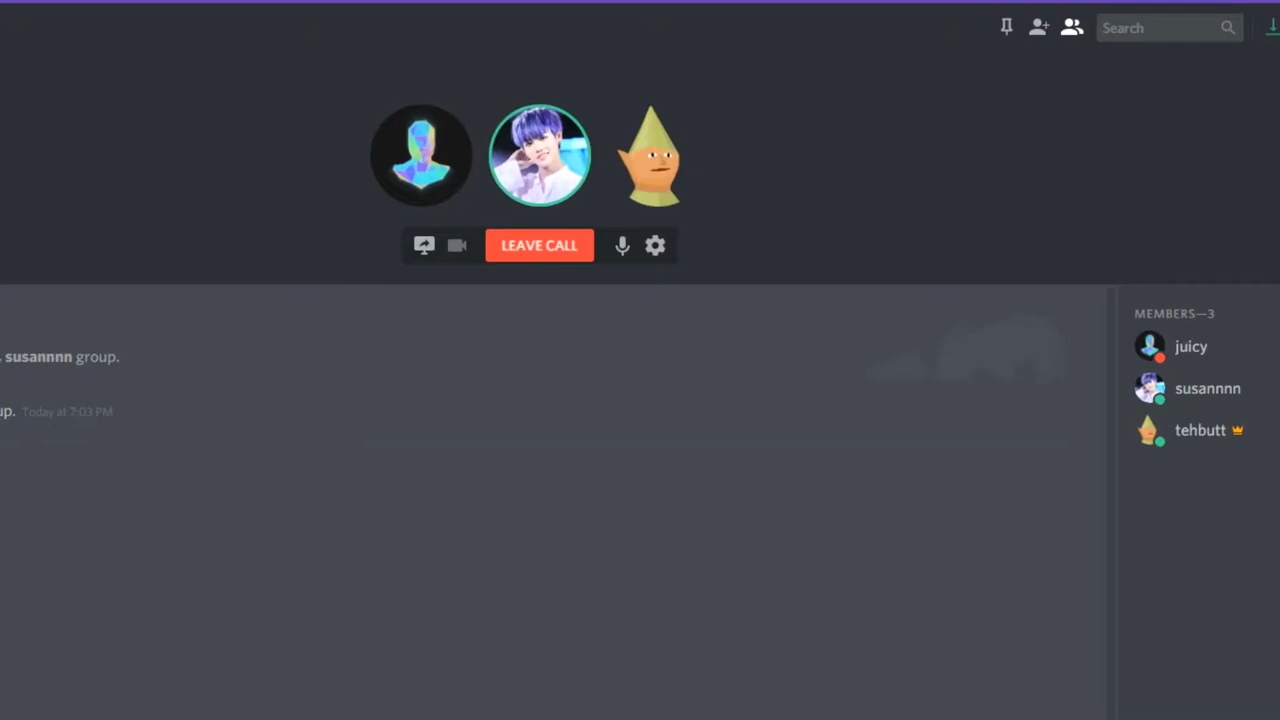 Search
LEAVE CALL
MEMBERS—3
juicy
susannnn
tehbutt
, susannnn group.
up. Today at 7:03 PM